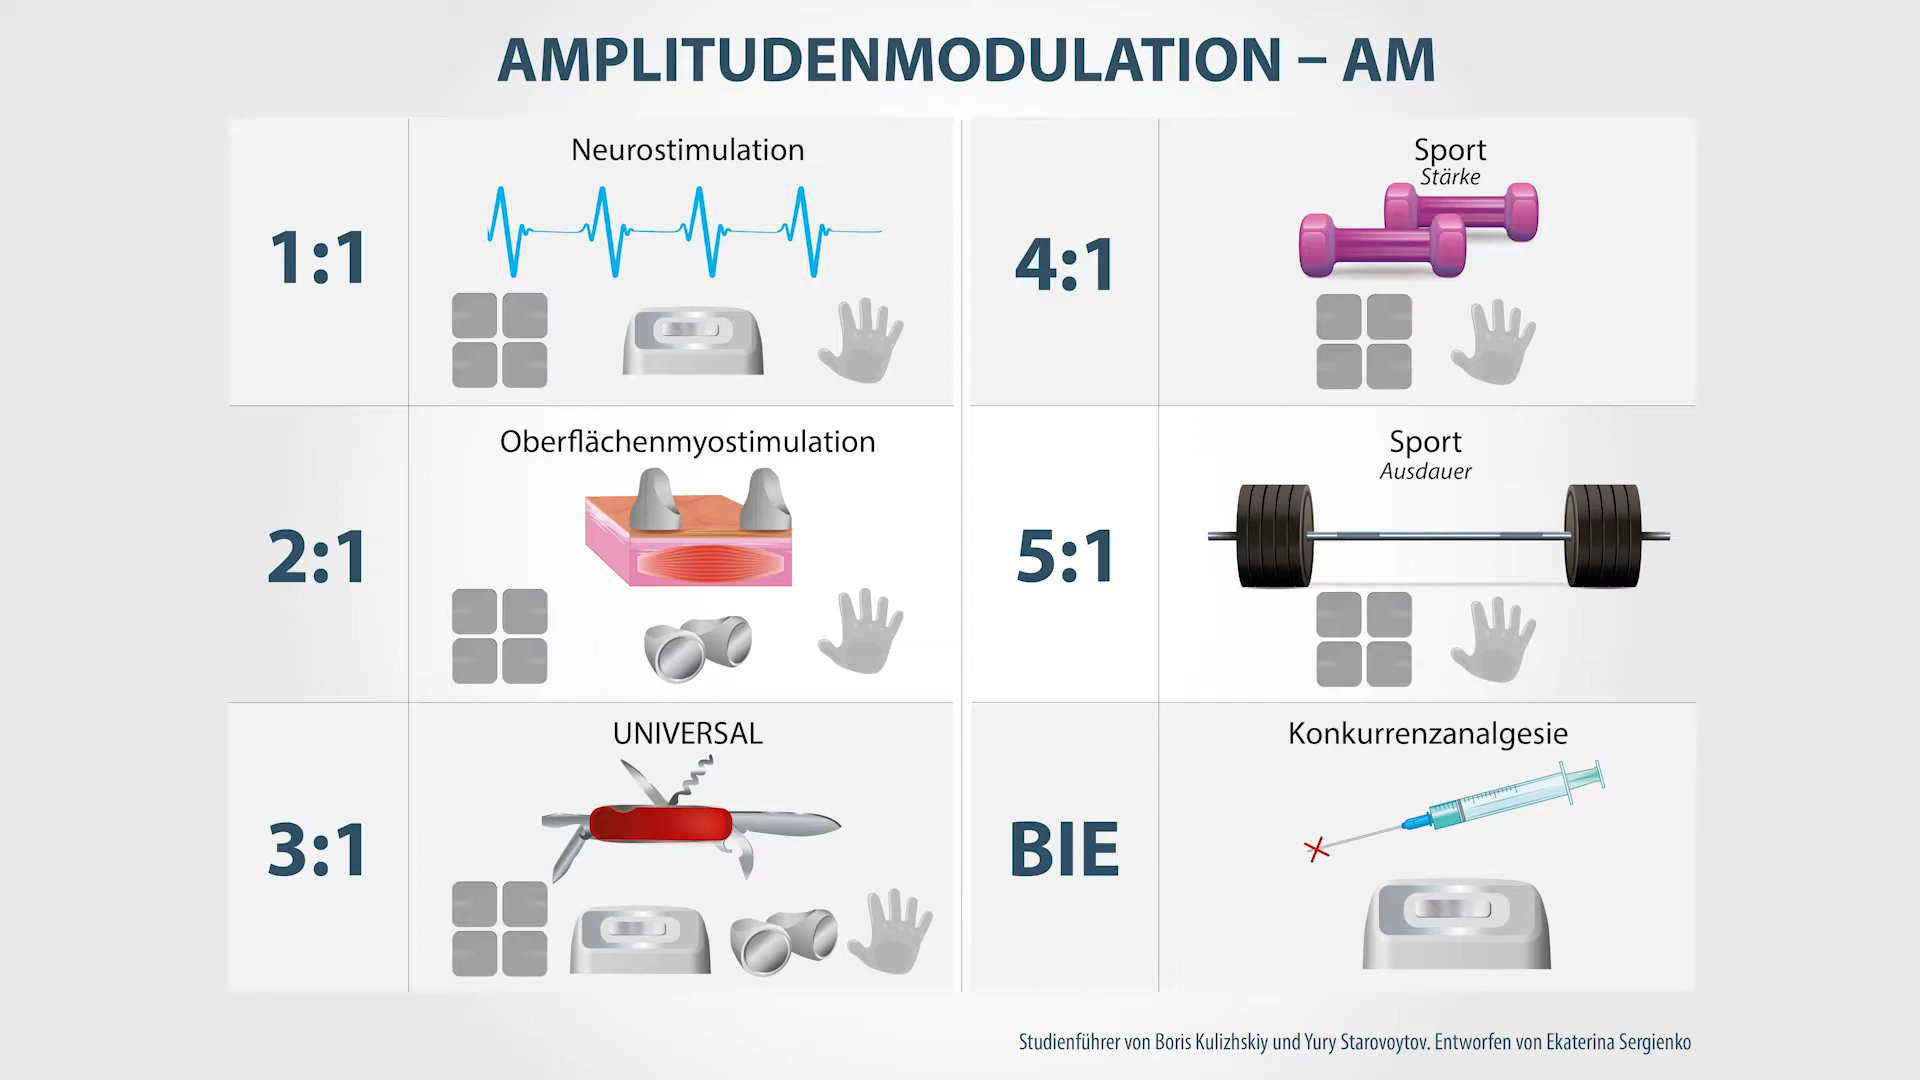 AMPLITUDENMODULATION – AM
1:1
Neurostimulation
2:1
Oberflächenmyostimulation
3:1
UNIVERSAL
4:1
Sport
Stärke
5:1
Sport
Ausdauer
BIE
Konkurrenzanalgesie
Studienführer von Boris Kulizhskiy und Yury Starovoytov. Entworfen von Ekaterina Sergienko